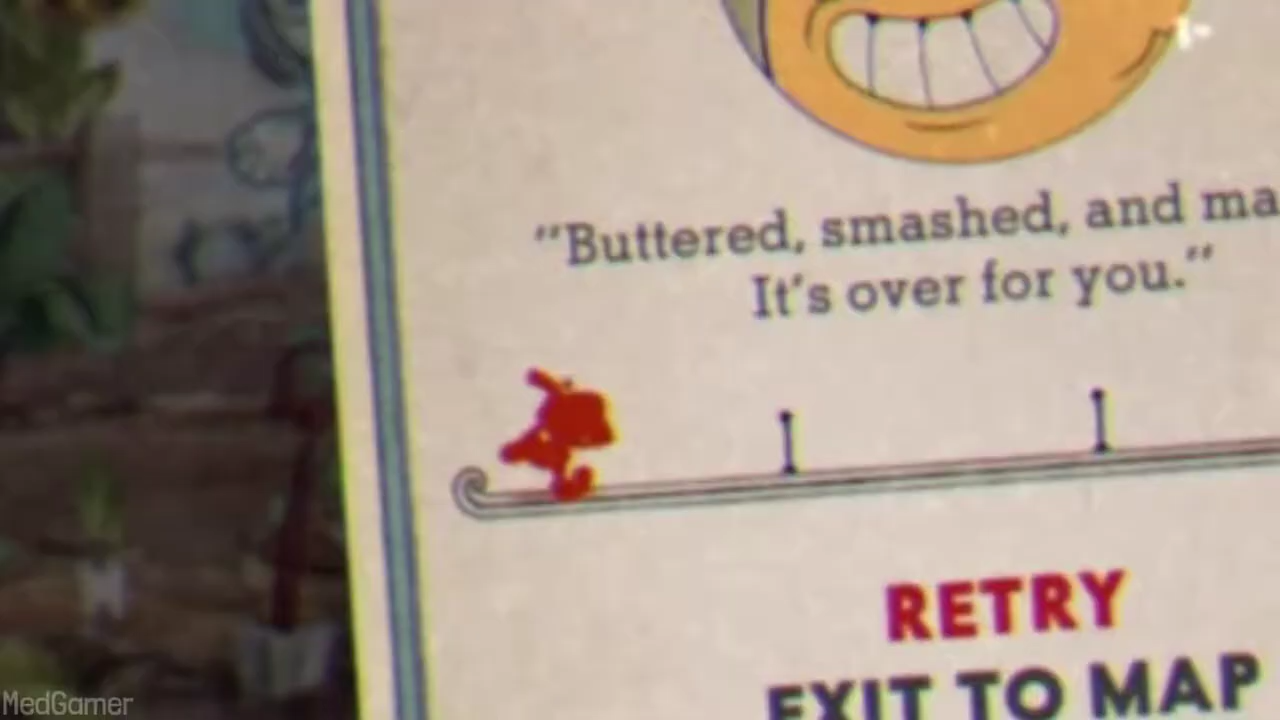 “Buttered, smashed, and ma
It's over for you.”
RETRY
EXIT TO MAP
MedGamer